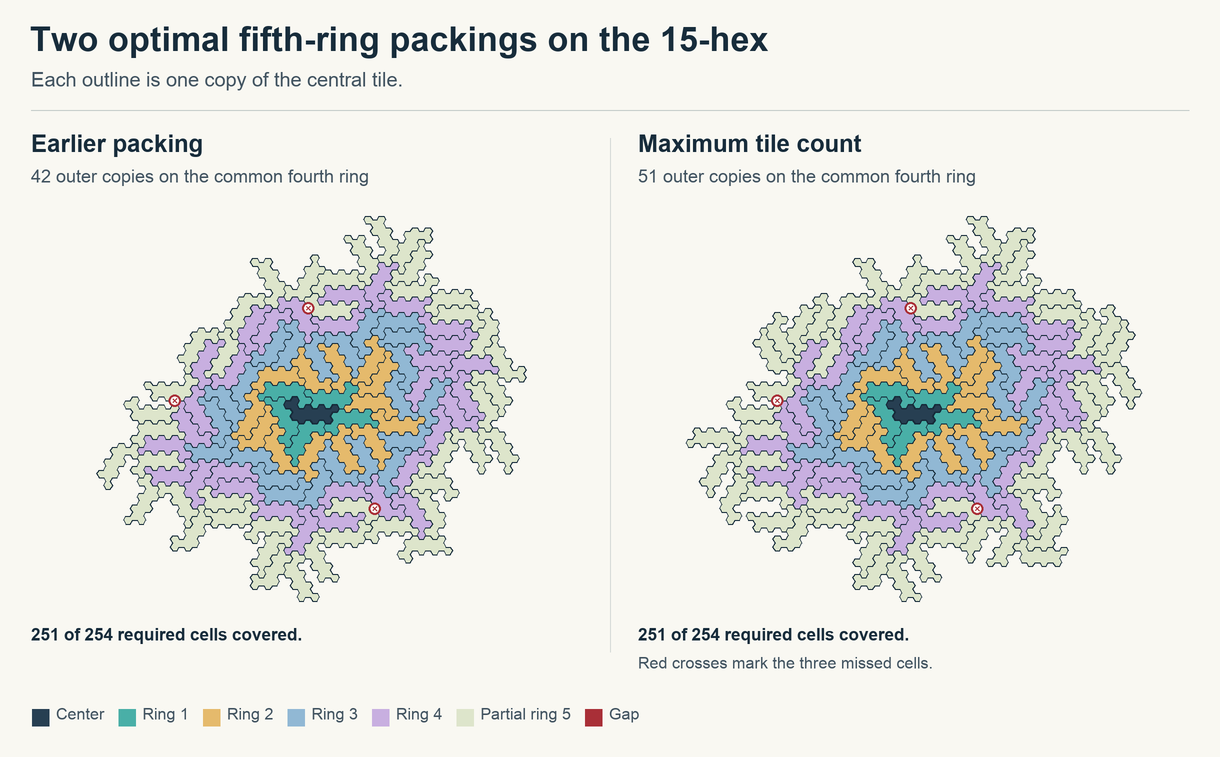 Two optimal fifth-ring packings on the 15-hex
Each outline is one copy of the central tile.
Earlier packing
42 outer copies on the common fourth ring
251 of 254 required cells covered.
Maximum tile count
51 outer copies on the common fourth ring
251 of 254 required cells covered.
Red crosses mark the three missed cells.
Center Ring 1 Ring 2 Ring 3 Ring 4 Partial ring 5 Gap